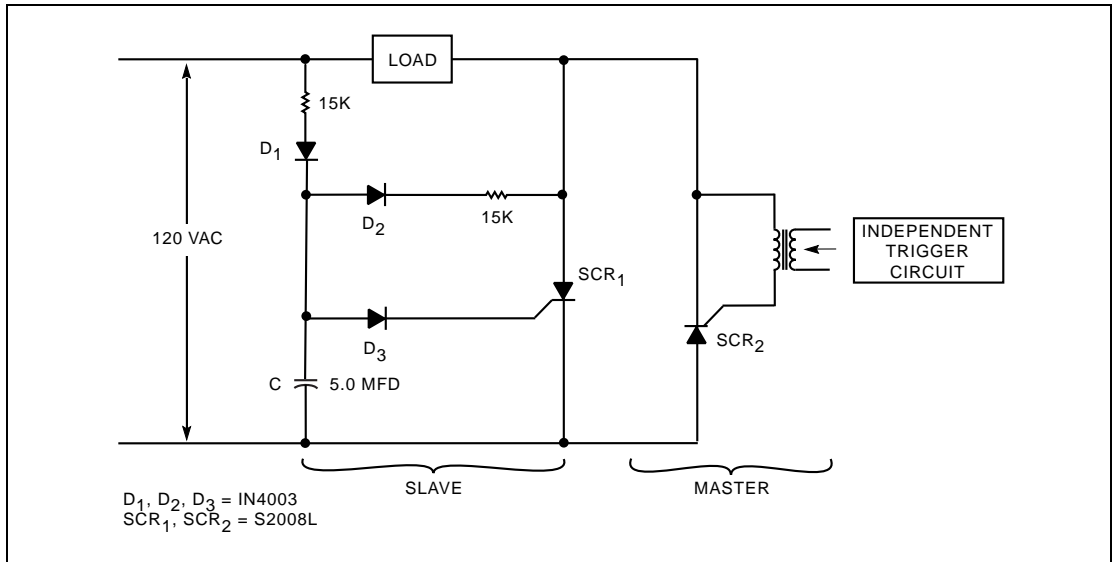 LOAD
15K
D1
D2
15K
120 VAC
INDEPENDENT
TRIGGER
CIRCUIT
SCR1
D3
SCR2
C 5.0 MFD
SLAVE
MASTER
D1, D2, D3 = IN4003
SCR1, SCR2 = S2008L